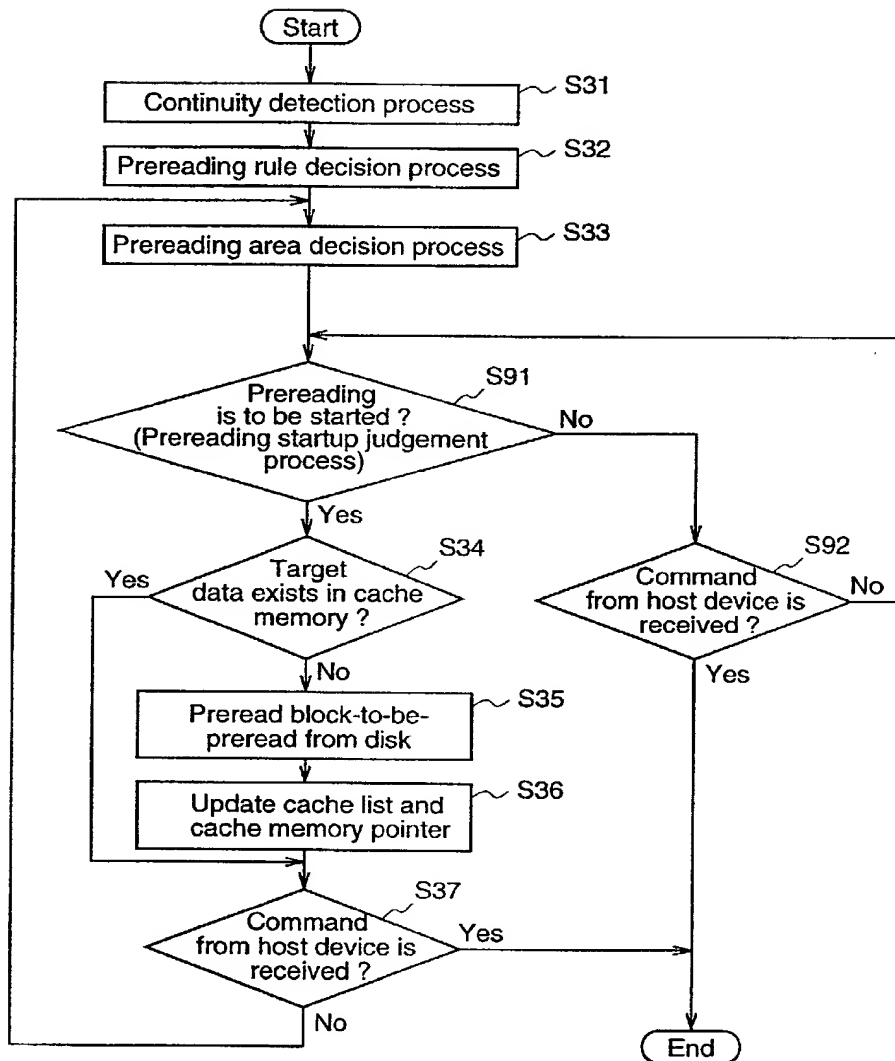 Start
Continuity detection process
S31
Prereading rule decision process
S32
Prereading area decision process
S33
Prereading
is to be started ?
(Prereading startup judgement
process)
S91
No
Yes
Target
data exists in cache
memory ?
S34
Yes
No
Command
from host device is
received ?
S92
No
Yes
Preread block-to-be-
preread from disk
S35
Update cache list and
cache memory pointer
S36
Command
from host device is
received ?
S37
Yes
No
End